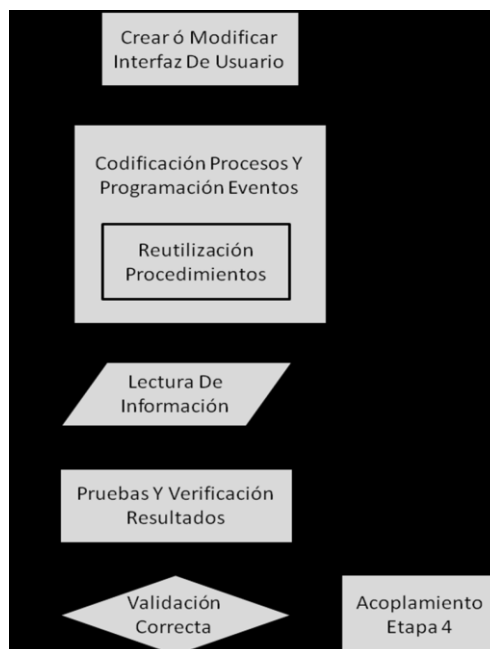 Crear ó Modificar
Interfaz De Usuario
Codificación Procesos Y
Programación Eventos
Reutilización
Procedimientos
Lectura De
Información
Pruebas Y Verificación
Resultados
Validación
Correcta
Acoplamiento
Etapa 4